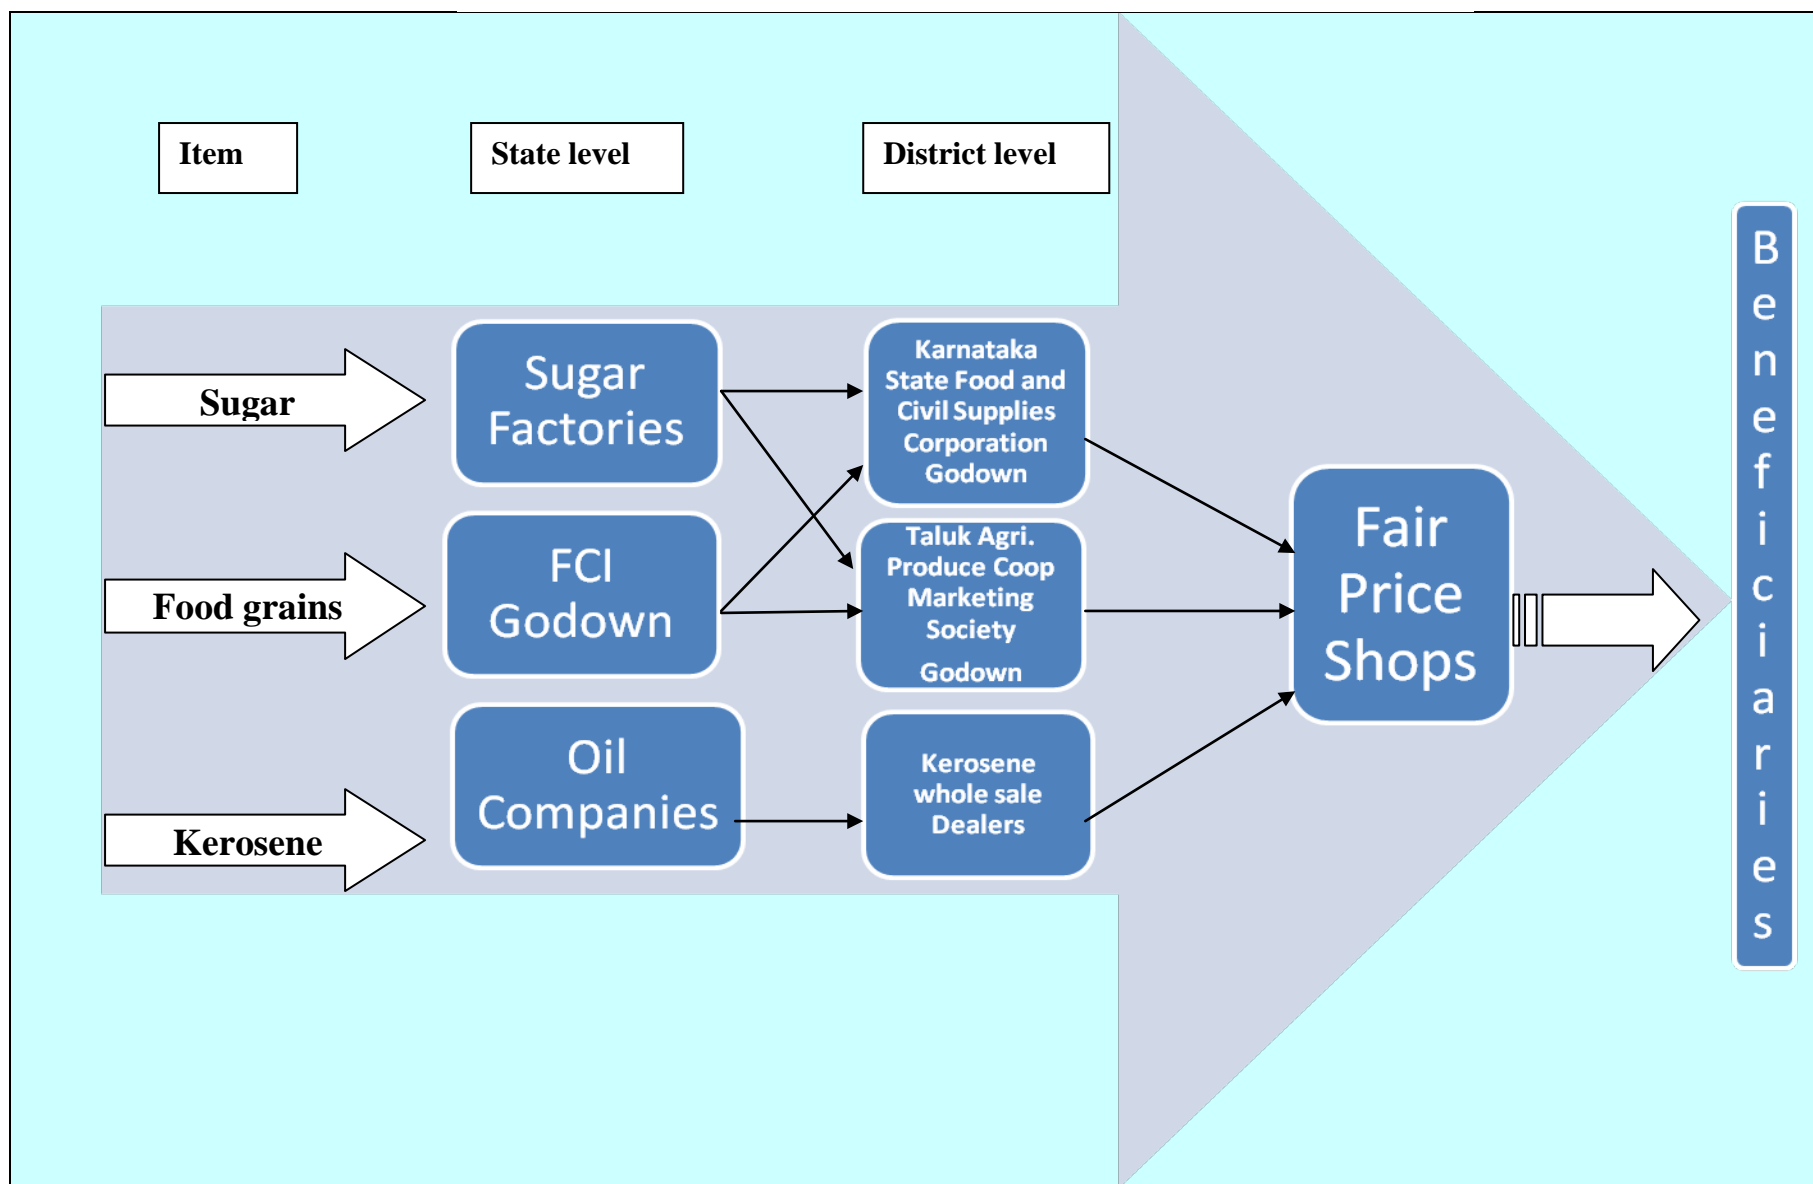 Item
State level
District level
Sugar
Sugar
Factories
Karnataka
State Food and
Civil Supplies
Corporation
Godown
Food grains
FCI
Godown
Taluk Agri.
Produce Coop
Marketing
Society
Godown
Kerosene
Oil
Companies
Kerosene
whole sale
Dealers
Fair
Price
Shops
Beneficiaries